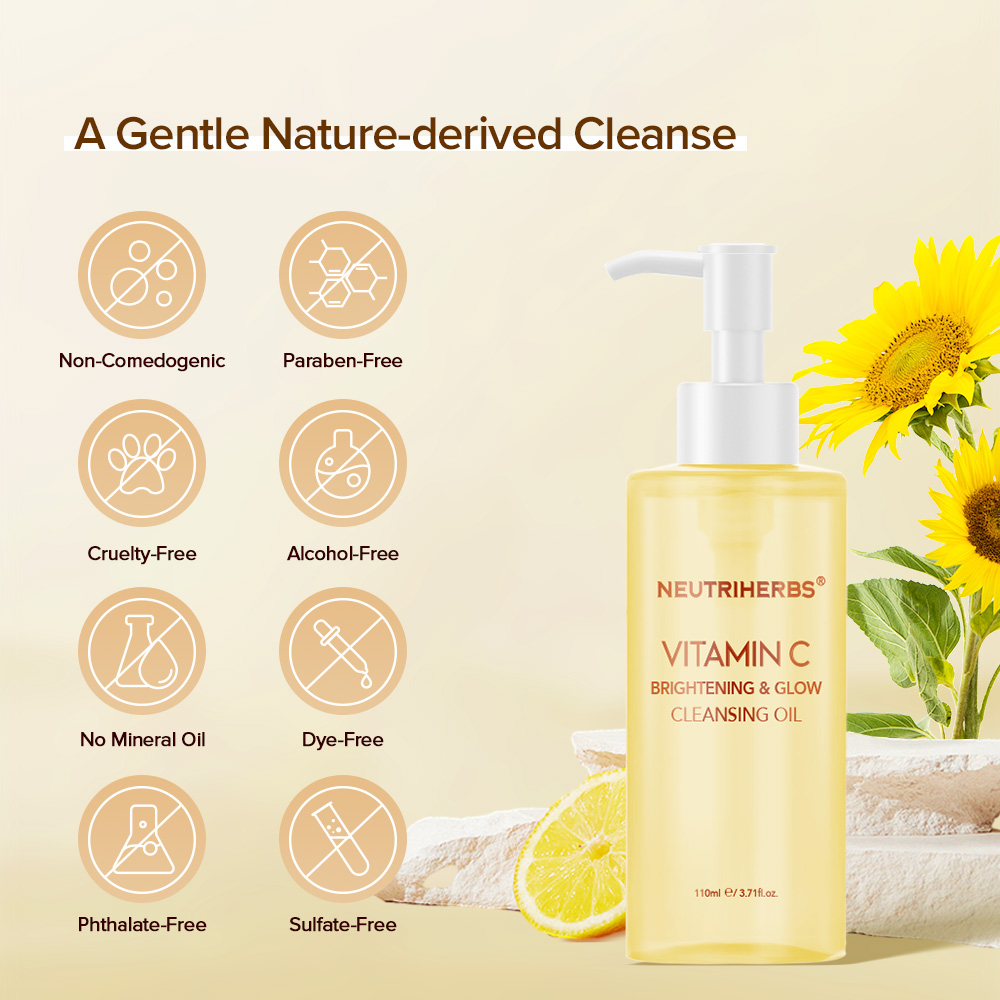 A Gentle Nature-derived Cleanse
Non-Comedogenic
Paraben-Free
Cruelty-Free
Alcohol-Free
No Mineral Oil
Dye-Free
Phthalate-Free
Sulfate-Free
NEUTRIHERBS®
VITAMIN C
BRIGHTENING & GLOW
CLEANSING OIL
110ml ℮/ 3.71fl.oz.